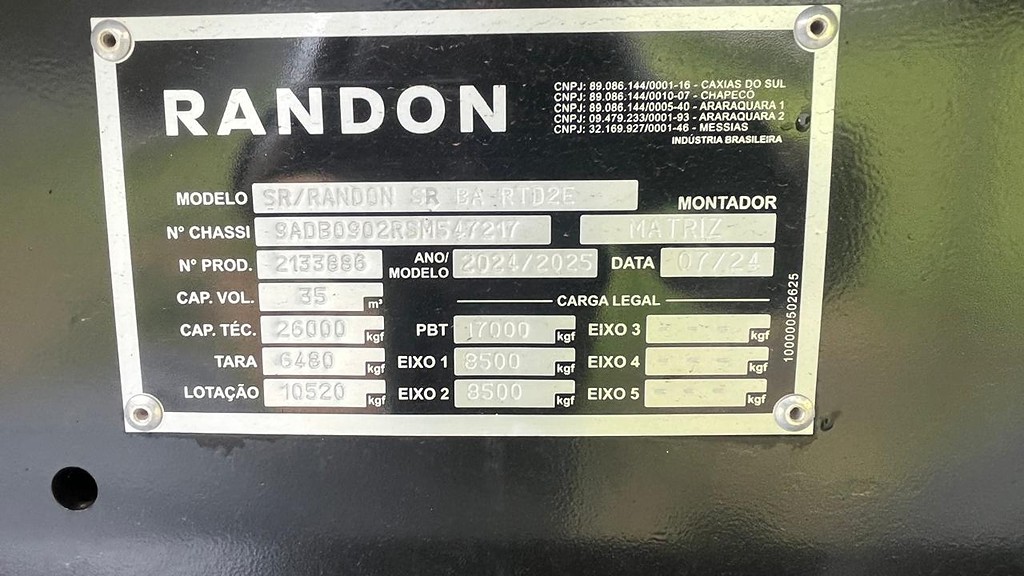 RANDON
CNPJ: 89.086.144/0001-16 - CAXIAS DO SUL
CNPJ: 89.086.144/0010-07 - CHAPECÓ
CNPJ: 89.086.144/0005-40 - ARARAQUARA 1
CNPJ: 09.479.233/0001-93 - ARARAQUARA 2
CNPJ: 32.169.927/0001-46 - MESSIAS
INDÚSTRIA BRASILEIRA
MODELO SR/RANDON SR BA RTD2E
MONTADOR
Nº CHASSI 9ADB0902RSM547217 MATRIZ
Nº PROD. 2133886 ANO/MODELO 2024/2025 DATA 07/24
CAP. VOL. 35 m³ CARGA LEGAL
CAP. TÉC. 26000 kgf PBT 17000 kgf EIXO 3 - - - kgf
TARA 6480 kgf EIXO 1 8500 kgf EIXO 4 - - - kgf
LOTAÇÃO 10520 kgf EIXO 2 8500 kgf EIXO 5 - - - kgf
100000502625